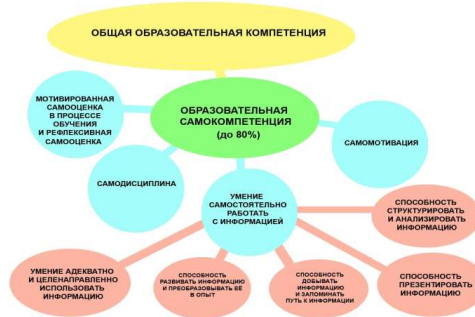 ОБЩАЯ ОБРАЗОВАТЕЛЬНАЯ КОМПЕТЕНЦИЯ
МОТИВИРОВАННАЯ
САМООЦЕНКА
В ПРОЦЕССЕ
ОБУЧЕНИЯ
И РЕФЛЕКСИВНАЯ
САМООЦЕНКА
ОБРАЗОВАТЕЛЬНАЯ
САМОКОМПЕТЕНЦИЯ
(до 80%)
САМОМОТИВАЦИЯ
САМОДИСЦИПЛИНА
УМЕНИЕ
САМОСТОЯТЕЛЬНО
РАБОТАТЬ
С ИНФОРМАЦИЕЙ
СПОСОБНОСТЬ
СТРУКТУРИРОВАТЬ
И АНАЛИЗИРОВАТЬ
ИНФОРМАЦИЮ
УМЕНИЕ АДЕКВАТНО
И ЦЕЛЕНАПРАВЛЕННО
ИСПОЛЬЗОВАТЬ
ИНФОРМАЦИЮ
СПОСОБНОСТЬ
РАЗВИВАТЬ ИНФОРМАЦИЮ
И ПРЕОБРАЗОВЫВАТЬ ЕЁ
В ОПЫТ
СПОСОБНОСТЬ
ДОБЫВАТЬ
ИНФОРМАЦИЮ
И ЗАПОМИНАТЬ
ПУТЬ К ИНФОРМАЦИИ
СПОСОБНОСТЬ
ПРЕЗЕНТИРОВАТЬ
ИНФОРМАЦИЮ